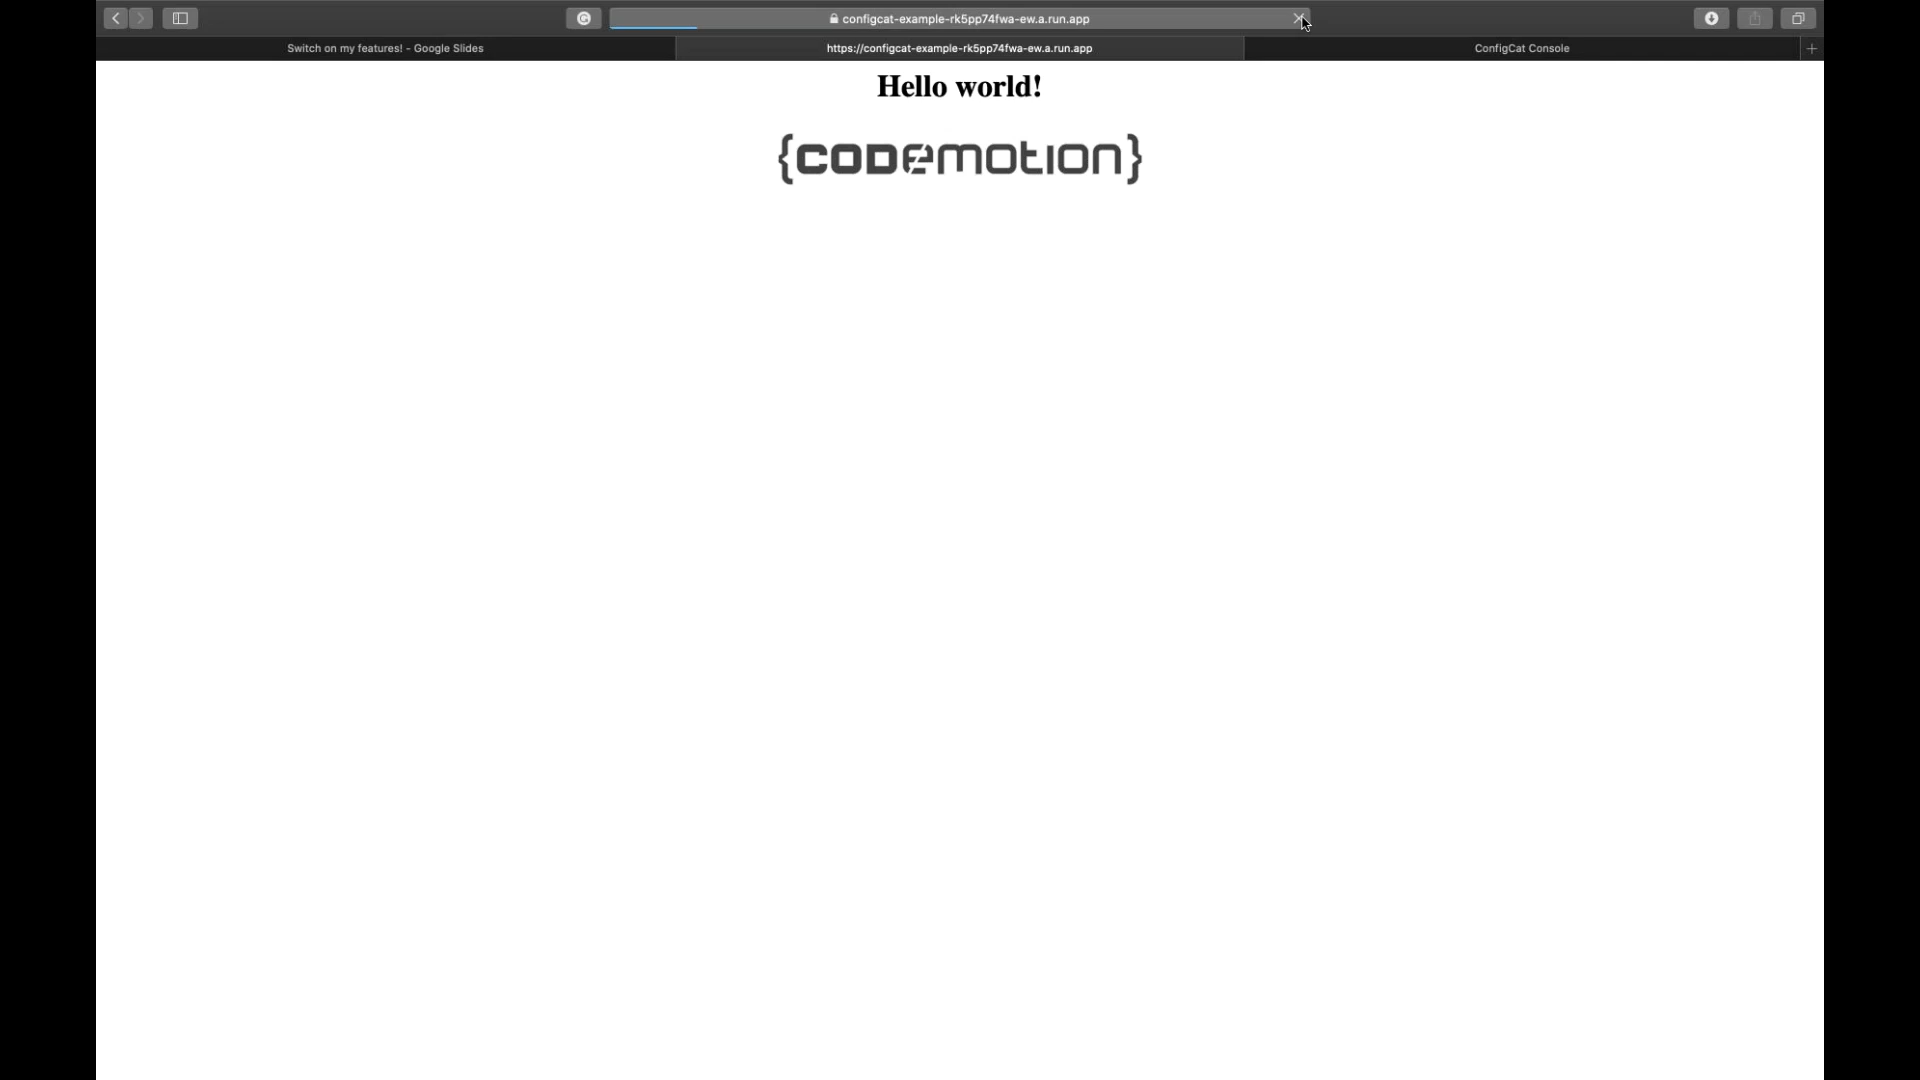 configcat-example-rk5pp74fwa-ew.a.run.app
Switch on my features! - Google Slides
https://configcat-example-rk5pp74fwa-ew.a.run.app
ConfigCat Console
Hello world!
{codemotion}